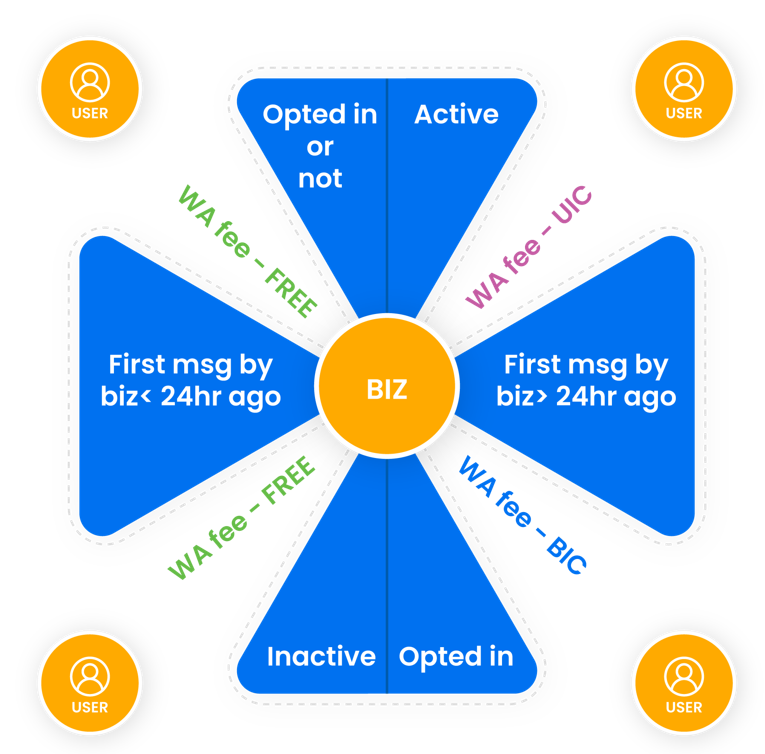 USER
USER
Opted in
or
not
Active
WA fee - FREE
WA fee - UIC
First msg by
biz< 24hr ago
BIZ
First msg by
biz> 24hr ago
WA fee - FREE
WA fee - BIC
Inactive
Opted in
USER
USER